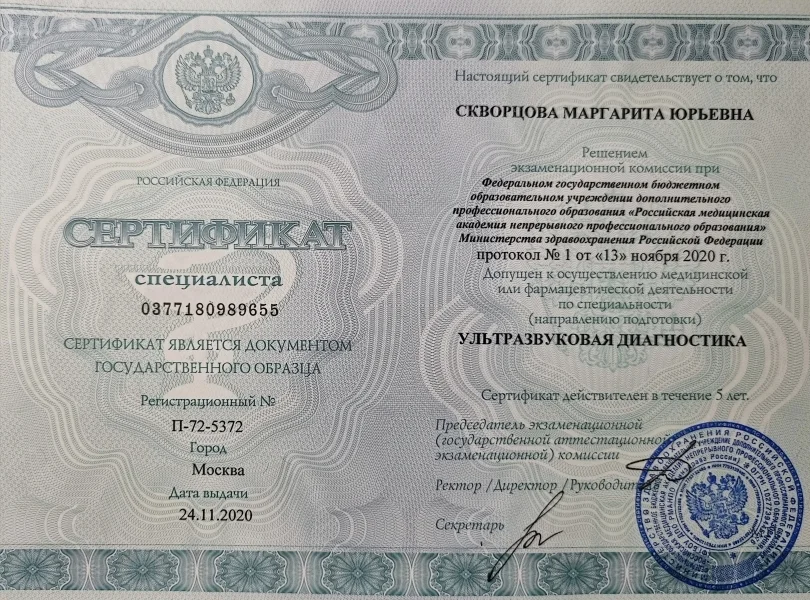 РОССИЙСКАЯ ФЕДЕРАЦИЯ
СЕРТИФИКАТ
специалиста
0377180989655
СЕРТИФИКАТ ЯВЛЯЕТСЯ ДОКУМЕНТОМ
ГОСУДАРСТВЕННОГО ОБРАЗЦА
Регистрационный №
П-72-5372
Город
Москва
Дата выдачи
24.11.2020
Настоящий сертификат свидетельствует о том, что
СКВОРЦОВА МАРГАРИТА ЮРЬЕВНА
Решением
экзаменационной комиссии при
Федеральном государственном бюджетном
образовательном учреждении дополнительного
профессионального образования «Российская медицинская
академия непрерывного профессионального образования»
Министерства здравоохранения Российской Федерации
протокол № 1 от «13» ноября 2020 г.
Допущен к осуществлению медицинской
или фармацевтической деятельности
по специальности
(направлению подготовки)
УЛЬТРАЗВУКОВАЯ ДИАГНОСТИКА
Сертификат действителен в течение 5 лет.
Председатель экзаменационной
(государственной аттестационной
экзаменационной) комиссии
Ректор /Директор /Руководитель
Секретарь